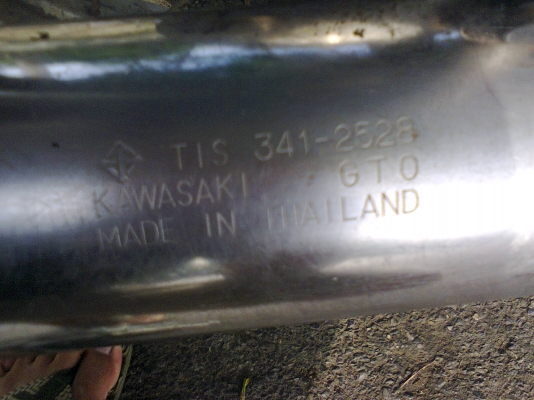 TIS 341-2528
KAWASAKI GTO
MADE IN THAILAND